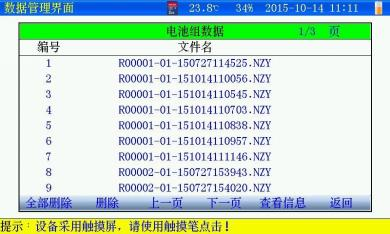 数据管理界面 23.8℃ 34% 2015-10-14 11:11
电池组数据 1/3 页
编号 文件名
1 R00001-01-150727114525.NZY
2 R00001-01-151014110056.NZY
3 R00001-01-151014110545.NZY
4 R00001-01-151014110703.NZY
5 R00001-01-151014110838.NZY
6 R00001-01-151014110957.NZY
7 R00001-01-151014111146.NZY
8 R00002-01-150727153943.NZY
9 R00002-01-150727154020.NZY
全部删除 删除 上一页 下一页 查看信息 返回
提示：设备采用触摸屏，请使用触摸笔点击！